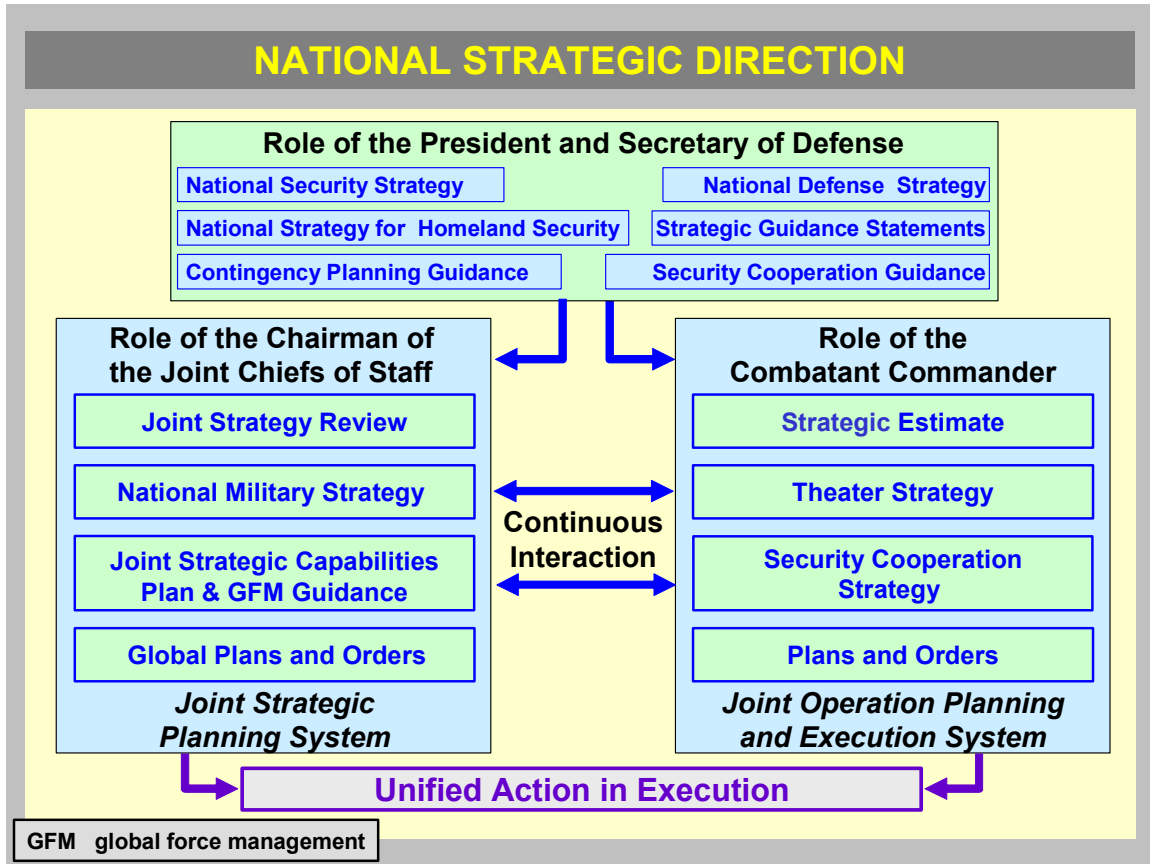 NATIONAL STRATEGIC DIRECTION
Role of the President and Secretary of Defense
National Security Strategy
National Defense Strategy
National Strategy for Homeland Security
Strategic Guidance Statements
Contingency Planning Guidance
Security Cooperation Guidance
Role of the Chairman of
the Joint Chiefs of Staff
Joint Strategy Review
National Military Strategy
Joint Strategic Capabilities
Plan & GFM Guidance
Global Plans and Orders
Joint Strategic
Planning System
Continuous
Interaction
Role of the
Combatant Commander
Strategic Estimate
Theater Strategy
Security Cooperation
Strategy
Plans and Orders
Joint Operation Planning
and Execution System
Unified Action in Execution
GFM global force management